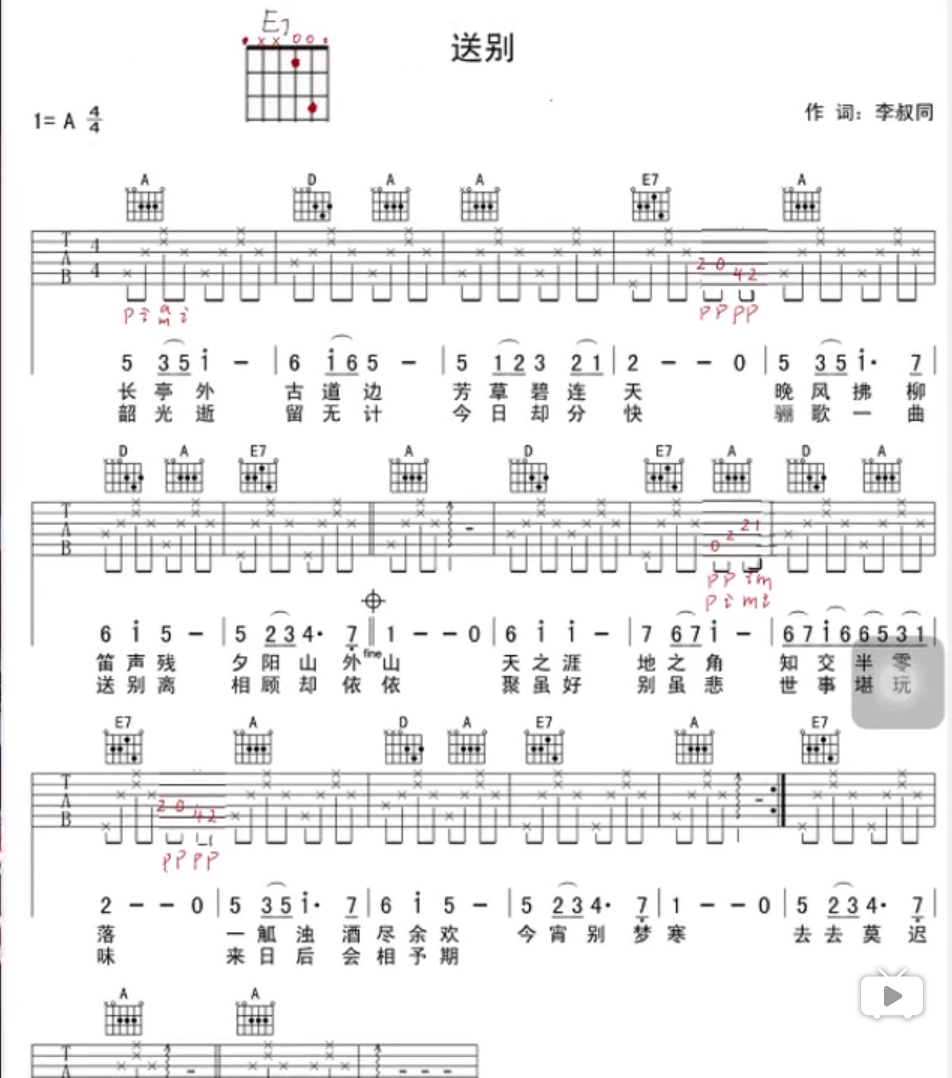 E7
送别
1= A 4/4
作 词：李叔同
A D A A E7 A
T A B 4 4
2 0 4 2
P i a m i P P P P
5 3 5 i - 6 i 6 5 - 5 1 2 3 2 1 2 - - 0 5 3 5 i· 7
长 亭 外 古 道 边 芳 草 碧 连 天 晚 风 拂 柳
韶 光 逝 留 无 计 今 日 却 分 快 骊 歌 一 曲
D A E7 A D E7 A D A
T A B
0 2 2 1
P P i m
P i m i
6 i 5 - 5 2 3 4· 7 1 - - 0 6 i i - 7 6 7 i - 6 7 i 6 6 5 3 1
笛 声 残 夕 阳 山 外 fine 山 天 之 涯 地 之 角 知 交 半 零
送 别 离 相 顾 却 依 依 聚 虽 好 别 虽 悲 世 事 堪 玩
E7 A D A E7 A E7
T A B
2 0 4 2
P P P P
2 - - 0 5 3 5 i· 7 6 i 5 - 5 2 3 4· 7 1 - - 0 5 2 3 4· 7
落 一 觚 浊 酒 尽 余 欢 今 宵 别 梦 寒 去 去 莫 迟
味 来 日 后 会 相 予 期
A A
T A